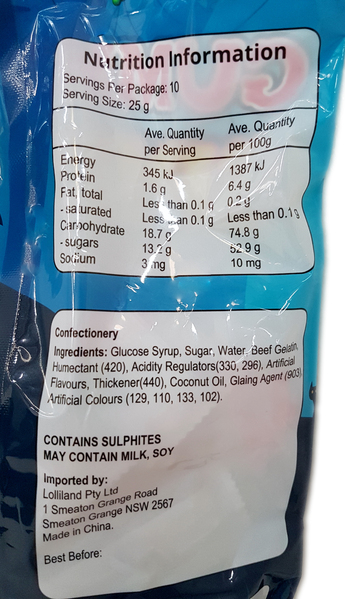 Nutrition Information
Servings Per Package: 10
Serving Size: 25 g
Ave. Quantity per Serving Ave. Quantity per 100g
Energy 345 kJ 1387 kJ
Protein 1.6 g 6.4 g
Fat, total Less than 0.1 g 0.2 g
- saturated Less than 0.1 g Less than 0.1 g
Carbohydrate 18.7 g 74.8 g
- sugars 13.2 g 52.9 g
Sodium 3 mg 10 mg
Confectionery
Ingredients: Glucose Syrup, Sugar, Water, Beef Gelatin,
Humectant (420), Acidity Regulators(330, 296), Artificial
Flavours, Thickener(440), Coconut Oil, Glaing Agent (903),
Artificial Colours (129, 110, 133, 102).
CONTAINS SULPHITES
MAY CONTAIN MILK, SOY
Imported by:
Lolliland Pty Ltd
1 Smeaton Grange Road
Smeaton Grange NSW 2567
Made in China.
Best Before: